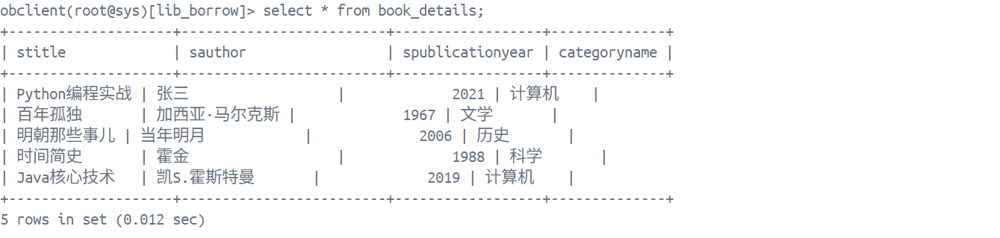 obclient(root@sys)[lib_borrow]> select * from book_details;
+--------------------+-------------------------+------------------+--------------+
| stitle             | sauthor                 | spublicationyear | categoryname |
+--------------------+-------------------------+------------------+--------------+
| Python编程实战 | 张三                  |             2021 | 计算机    |
| 百年孤独       | 加西亚·马尔克斯 |             1967 | 文学       |
| 明朝那些事儿 | 当年明月            |             2006 | 历史       |
| 时间简史       | 霍金                  |             1988 | 科学       |
| Java核心技术   | 凯S.霍斯特曼       |             2019 | 计算机    |
+--------------------+-------------------------+------------------+--------------+
5 rows in set (0.012 sec)